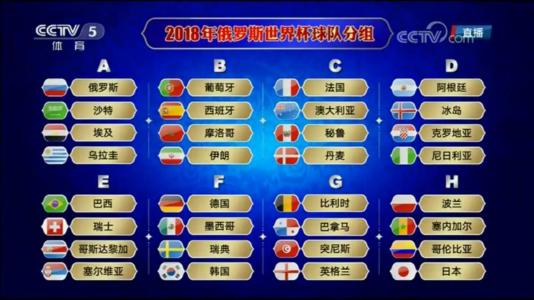 CCTV 5
体育
2018年俄罗斯世界杯球队分组
CCTV.com
直播
A
B
C
D
俄罗斯
葡萄牙
法国
阿根廷
沙特
西班牙
澳大利亚
冰岛
埃及
摩洛哥
秘鲁
克罗地亚
乌拉圭
伊朗
丹麦
尼日利亚
E
F
G
H
巴西
德国
比利时
波兰
瑞士
墨西哥
巴拿马
塞内加尔
哥斯达黎加
瑞典
突尼斯
哥伦比亚
塞尔维亚
韩国
英格兰
日本